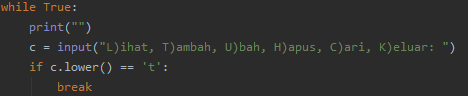 while True:
    print("")
    c = input("L)ihat, T)ambah, U)bah, H)apus, C)ari, K)eluar: ")
    if c.lower() == 't':
        break